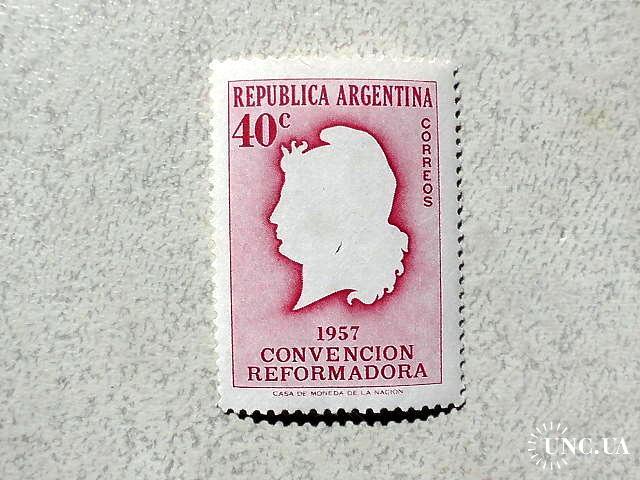 REPUBLICA ARGENTINA
40c
CORREOS
1957
CONVENCION
REFORMADORA
CASA DE MONEDA DE LA NACION
UNC.UA